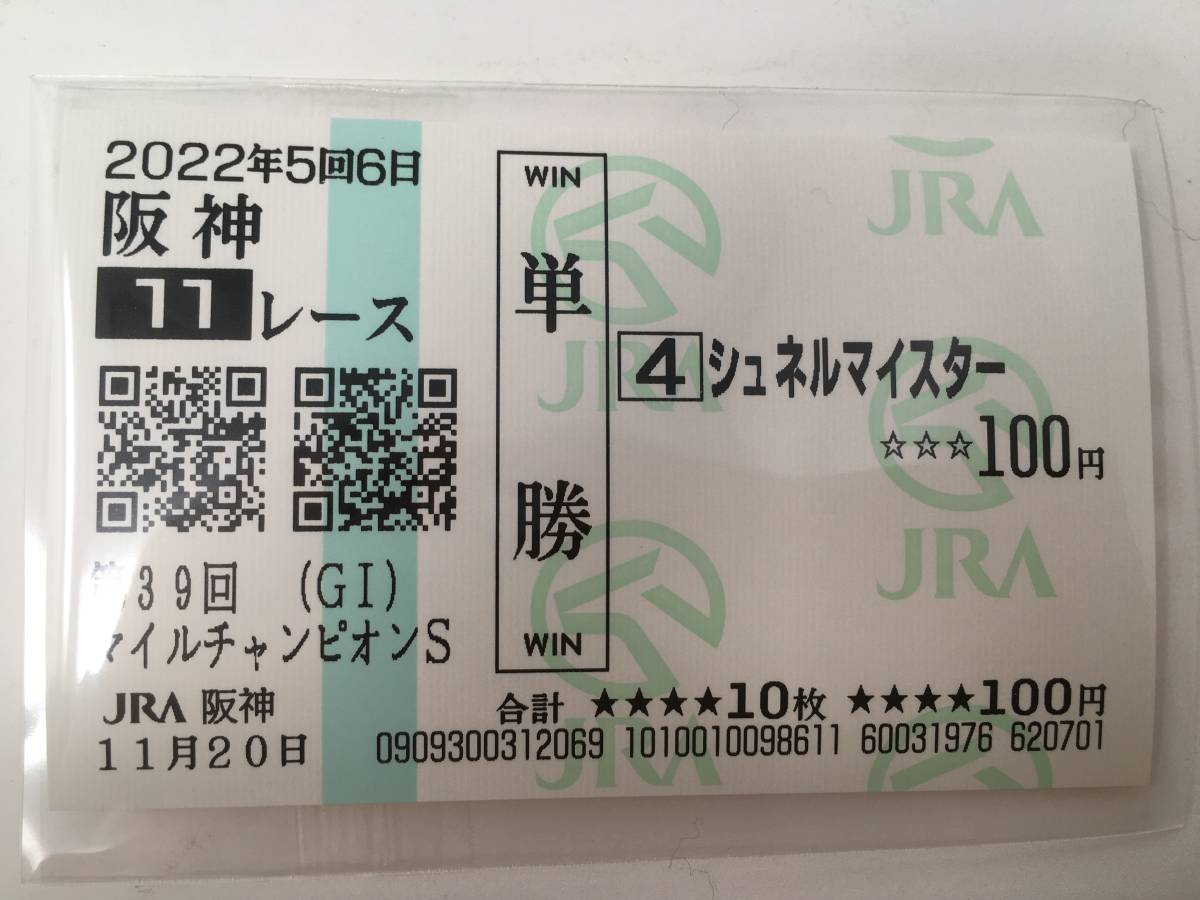 2022年5回6日
阪神
11レース
39回 (GI)
マイルチャンピオンS
JRA 阪神
11月20日
WIN
単勝
WIN
4 シュネルマイスター
☆☆☆100円
合計 ★★★★10枚 ★★★★100円
0909300312069 1010010098611 60031976 620701
JRA
JRA
JRA
JRA